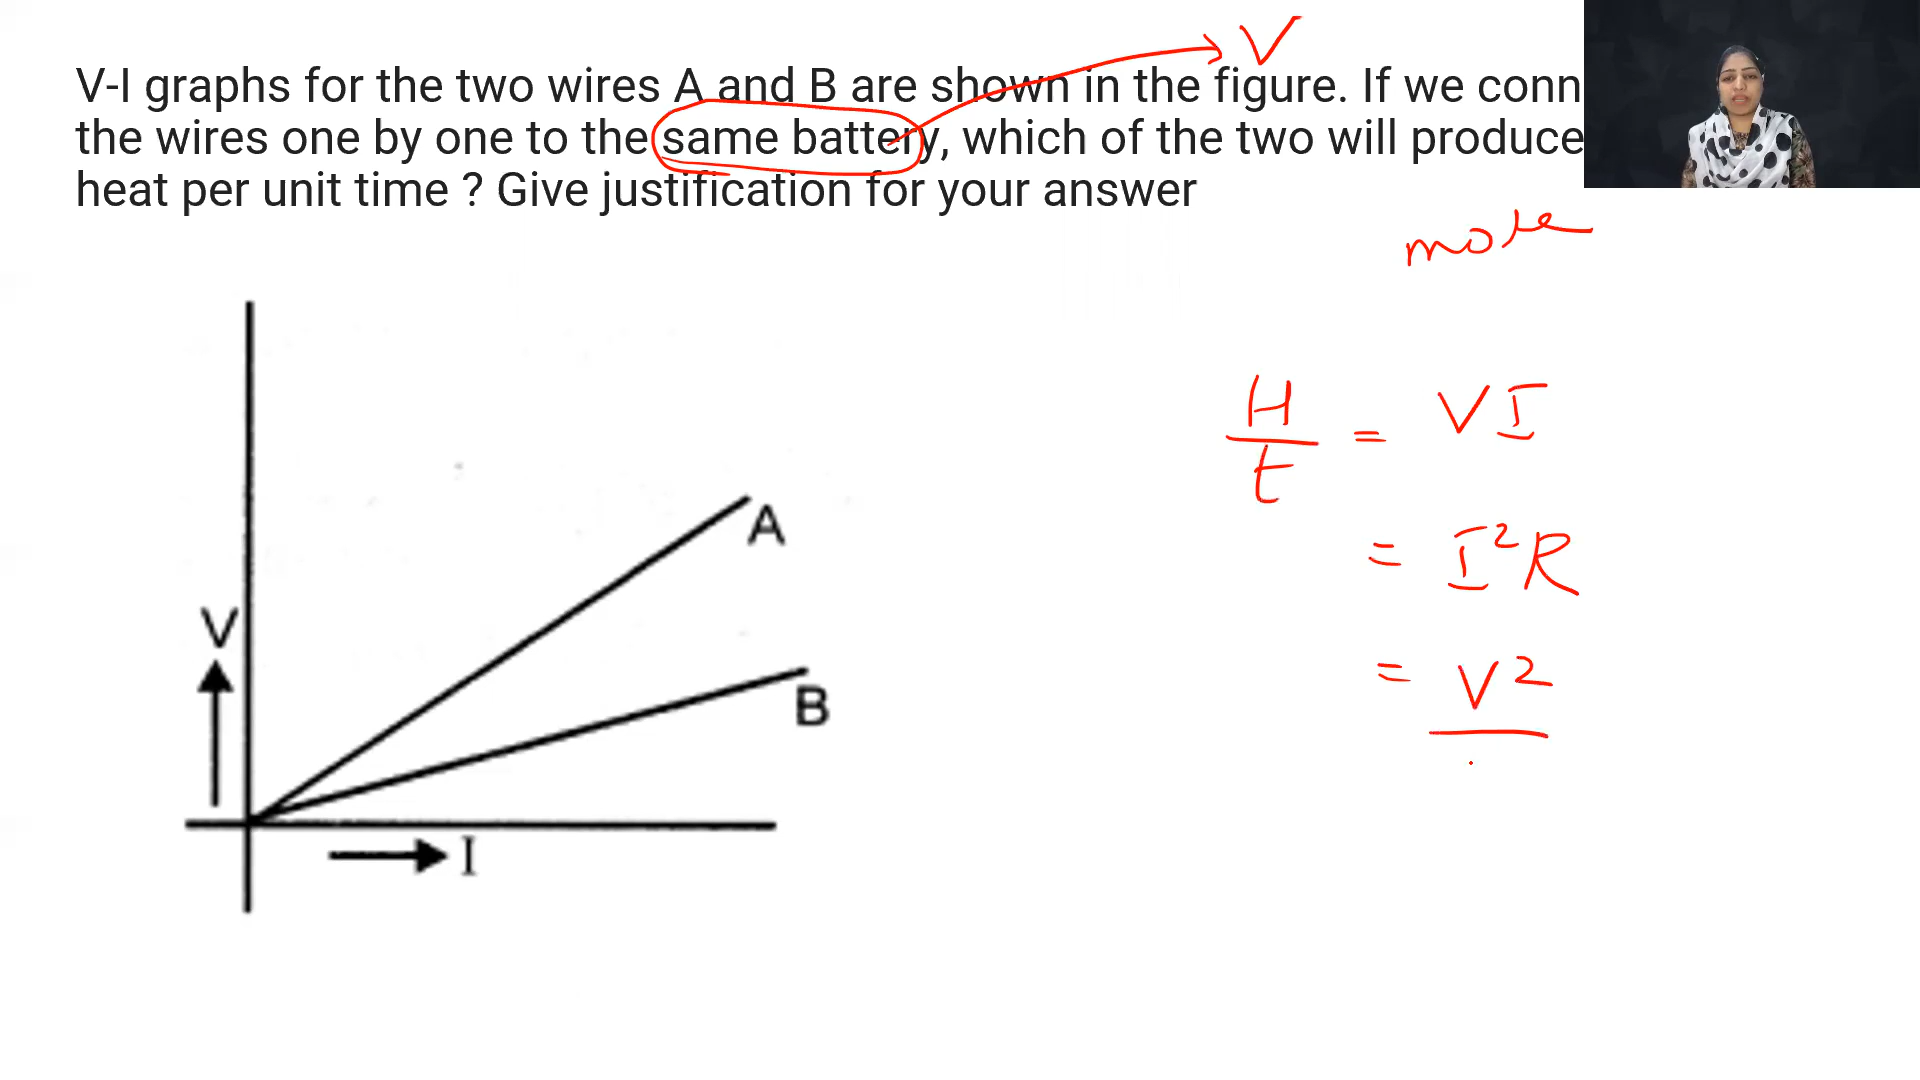 V
V-I graphs for the two wires A and B are shown in the figure. If we conn
the wires one by one to the same battery, which of the two will produce
heat per unit time ? Give justification for your answer
more
H/t = VI
= I²R
= V²
A
V
B
I